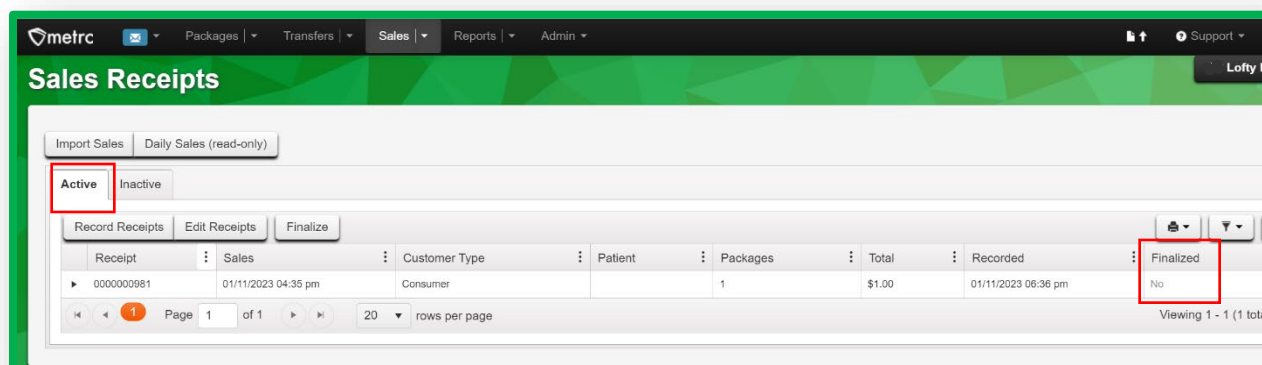 metrc Packages Transfers Sales Reports Admin Support
Sales Receipts Lofty
Import Sales Daily Sales (read-only)
Active Inactive
Record Receipts Edit Receipts Finalize
Receipt Sales Customer Type Patient Packages Total Recorded Finalized
0000000981 01/11/2023 04:35 pm Consumer 1 $1.00 01/11/2023 06:36 pm No
1 Page 1 of 1 20 rows per page Viewing 1 - 1 (1 tota